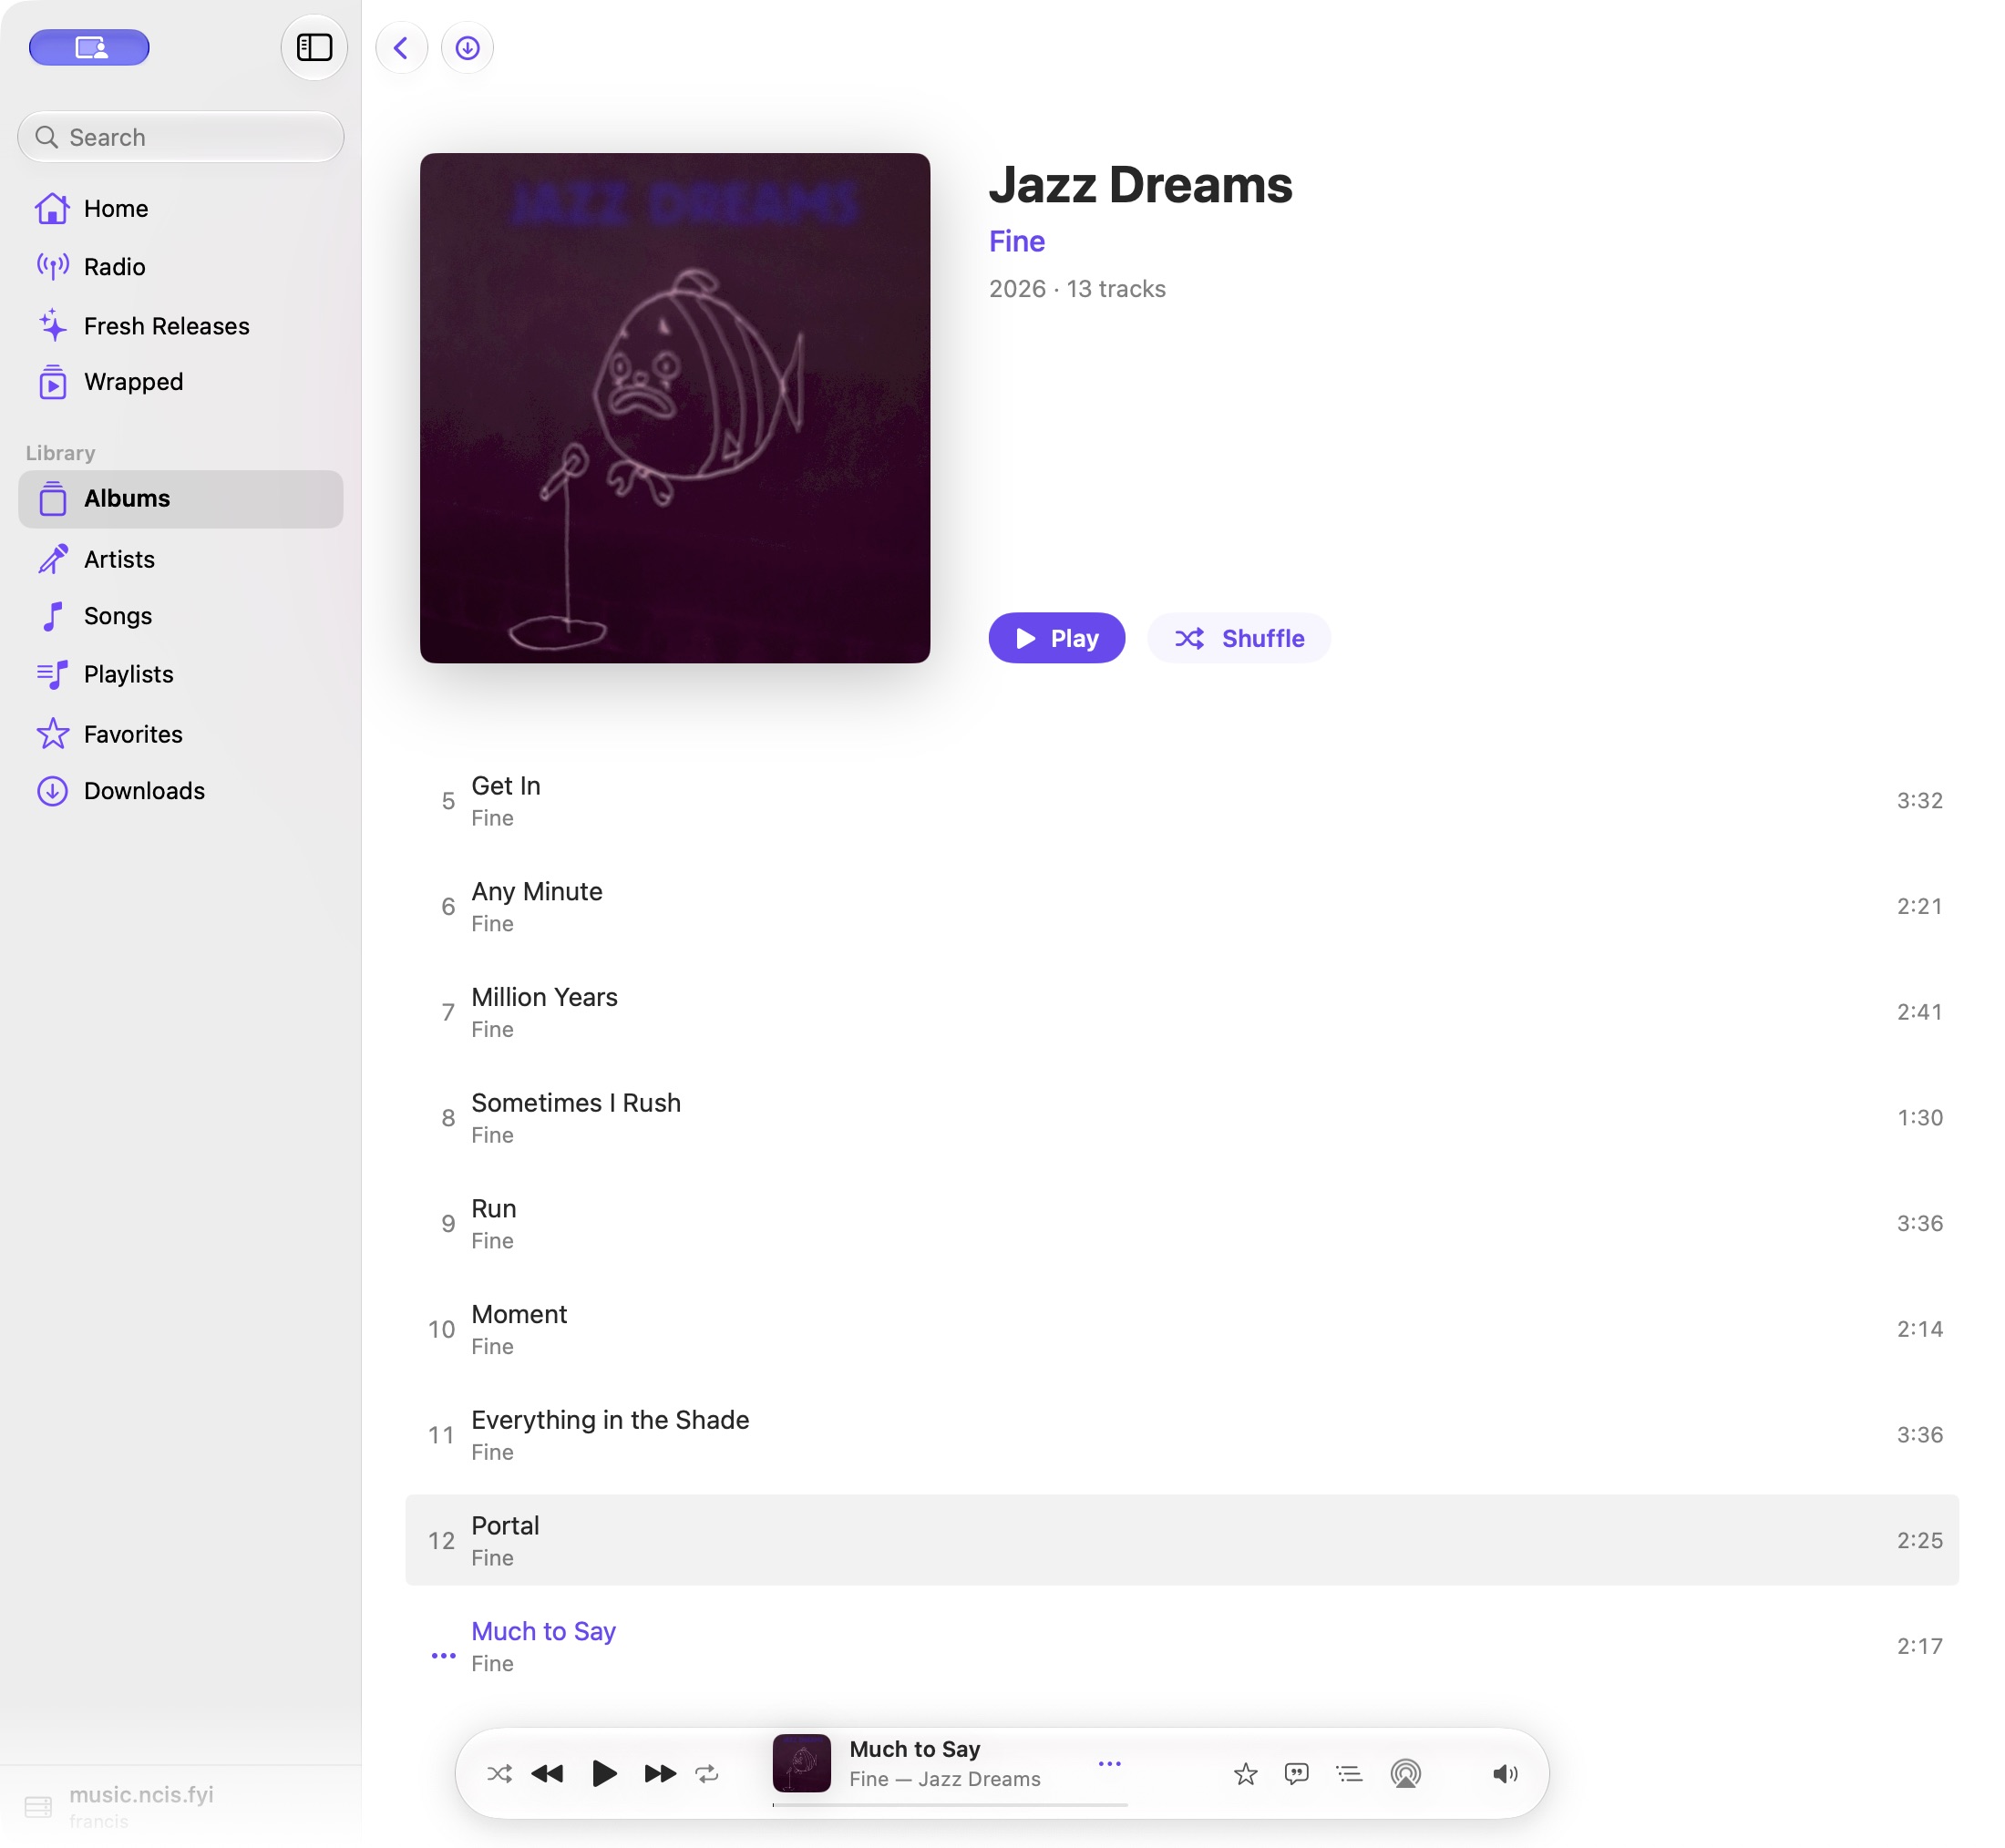 Search
Home
Radio
Fresh Releases
Wrapped
Library
Albums
Artists
Songs
Playlists
Favorites
Downloads
music.ncis.fyi
francis
JAZZ DREAMS
Jazz Dreams
Fine
2026 · 13 tracks
Play
Shuffle
5 Get In 3:32
Fine
6 Any Minute 2:21
Fine
7 Million Years 2:41
Fine
8 Sometimes I Rush 1:30
Fine
9 Run 3:36
Fine
10 Moment 2:14
Fine
11 Everything in the Shade 3:36
Fine
12 Portal 2:25
Fine
Much to Say 2:17
Fine
Much to Say
Fine — Jazz Dreams